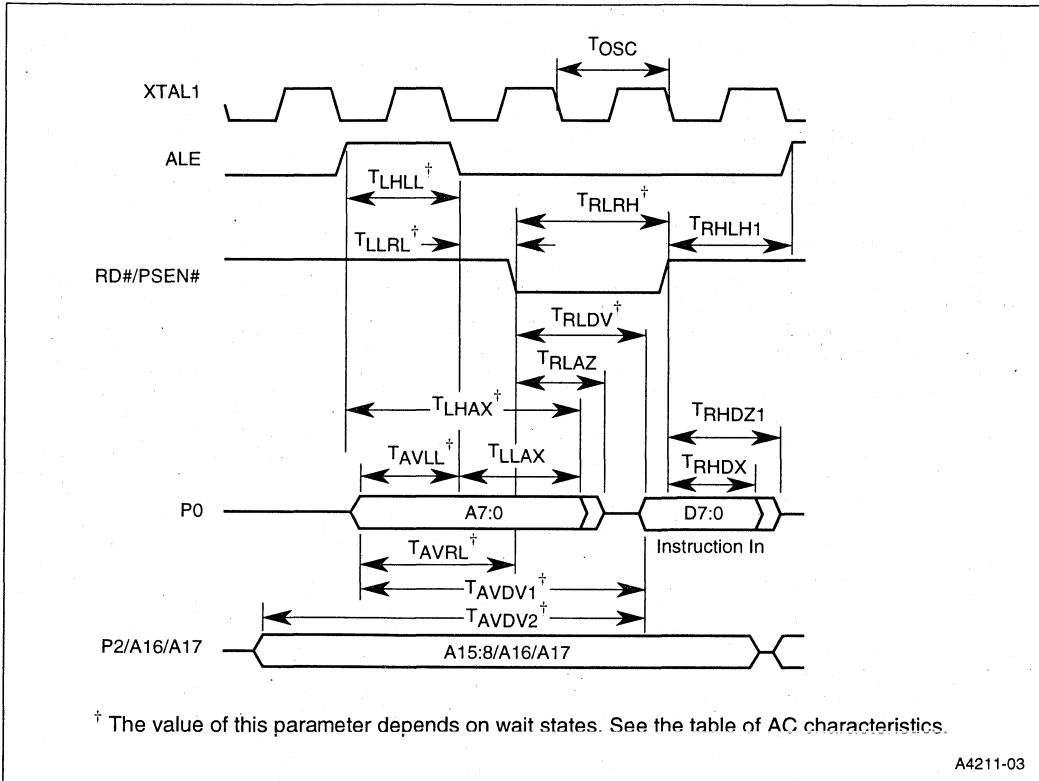 TOSC
XTAL1
ALE
TLHLL†
TRLRH†
TRHLH1
TLLRL†
RD#/PSEN#
TRLDV†
TRLAZ
TLHAX†
TRHDZ1
TAVLL†
TLLAX
TRHDX
P0
A7:0
D7:0
Instruction In
TAVRL†
TAVDV1†
TAVDV2†
P2/A16/A17
A15:8/A16/A17
† The value of this parameter depends on wait states. See the table of AC characteristics.
A4211-03